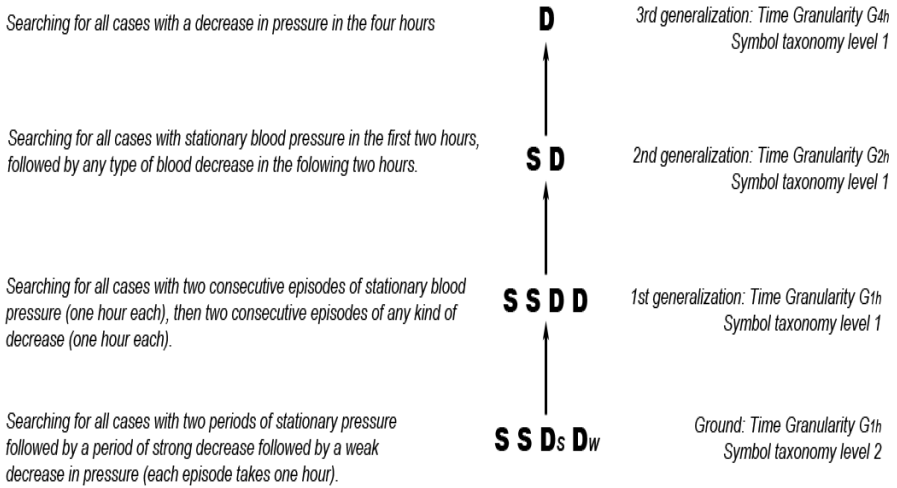 Searching for all cases with a decrease in pressure in the four hours
D
3rd generalization: Time Granularity G4h
Symbol taxonomy level 1
Searching for all cases with stationary blood pressure in the first two hours,
followed by any type of blood decrease in the folowing two hours.
S D
2nd generalization: Time Granularity G2h
Symbol taxonomy level 1
Searching for all cases with two consecutive episodes of stationary blood
pressure (one hour each), then two consecutive episodes of any kind of
decrease (one hour each).
S S D D
1st generalization: Time Granularity G1h
Symbol taxonomy level 1
Searching for all cases with two periods of stationary pressure
followed by a period of strong decrease followed by a weak
decrease in pressure (each episode takes one hour).
S S Ds Dw
Ground: Time Granularity G1h
Symbol taxonomy level 2